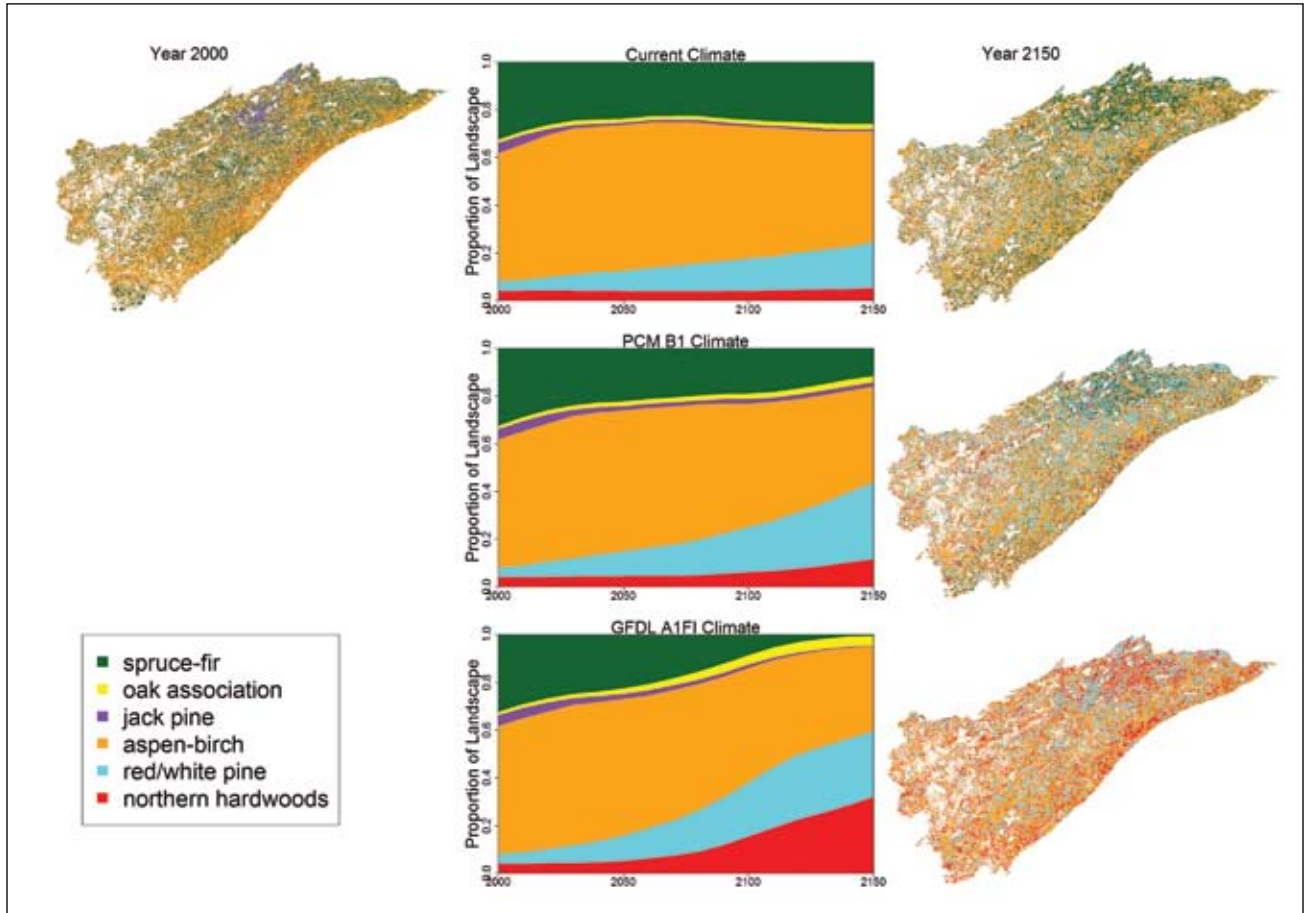 Year 2000
Current Climate
Year 2150
Proportion of Landscape
1.0
0.8
0.6
0.4
0.2
0.0
2000
2050
2100
2150
PCM B1 Climate
Proportion of Landscape
1.0
0.8
0.6
0.4
0.2
0.0
2000
2050
2100
2150
GFDL A1FI Climate
Proportion of Landscape
1.0
0.8
0.6
0.4
0.2
0.0
2000
2050
2100
2150
spruce-fir
oak association
jack pine
aspen-birch
red/white pine
northern hardwoods